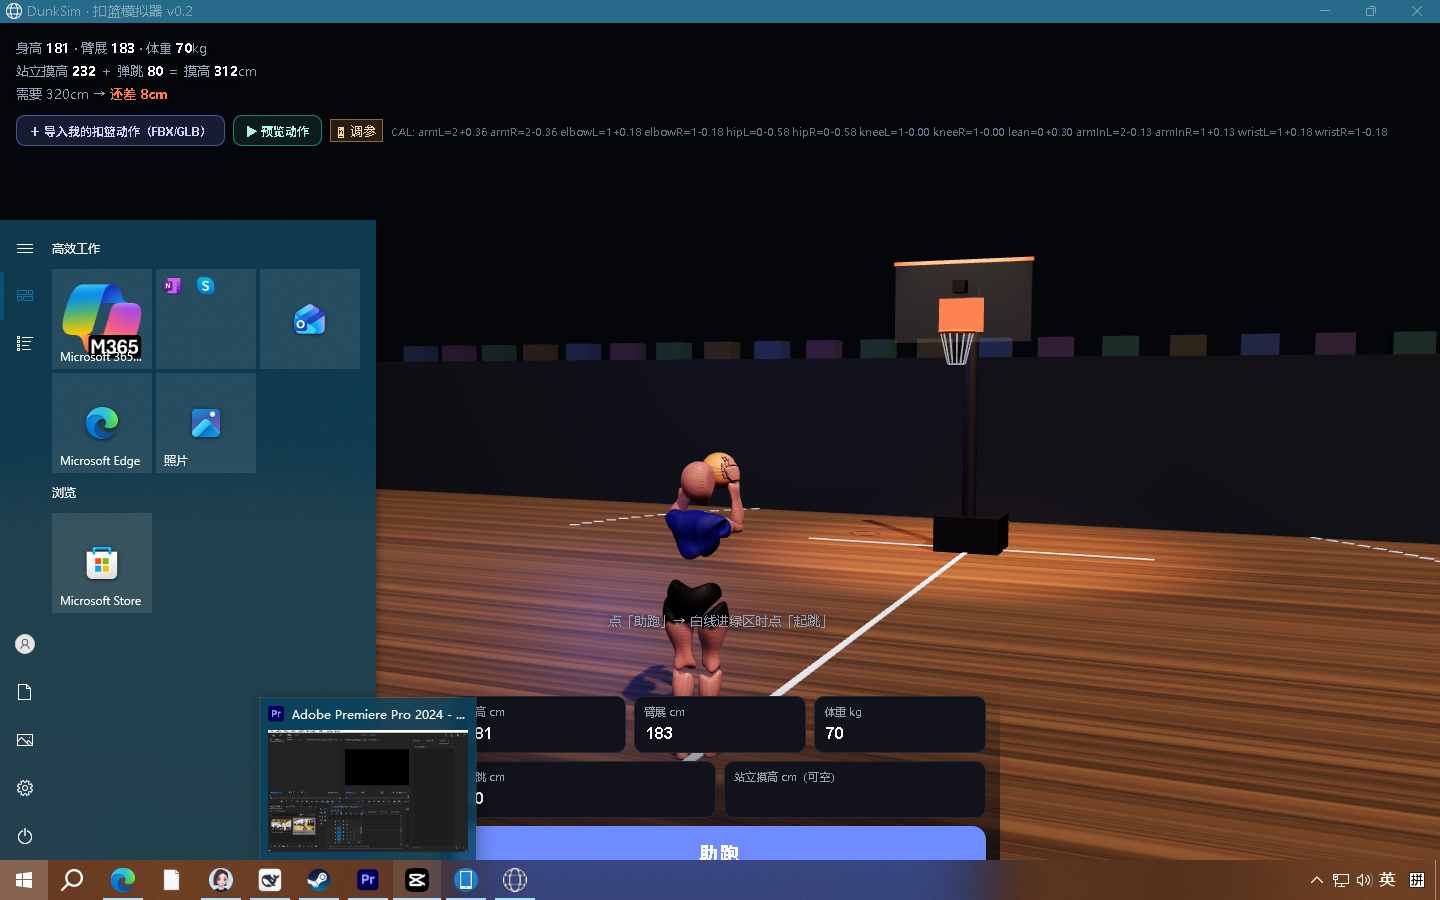 DunkSim · 扣篮模拟器 v0.2
身高 181 · 臂展 183 · 体重 70kg
站立摸高 232 + 弹跳 80 = 摸高 312cm
需要 320cm → 还差 8cm
+ 导入我的扣篮动作（FBX/GLB）
▶ 预览动作
调参
CAL: armL=2+0.36 armR=2-0.36 elbowL=1+0.18 elbowR=1-0.18 hipL=0-0.58 hipR=0-0.58 kneeL=1-0.00 kneeR=1-0.00 lean=0+0.30 armInL=2-0.13 armInR=1+0.13 wristL=1+0.18 wristR=1-0.18
高效工作
M365
Microsoft 365...
Microsoft Edge
照片
浏览
Microsoft Store
点「助跑」→ 白线进绿区时点「起跳」
Adobe Premiere Pro 2024 - ...
高 cm
81
臂展 cm
183
体重 kg
70
跳 cm
0
站立摸高 cm（可空）
助跑
Pr
英
拼